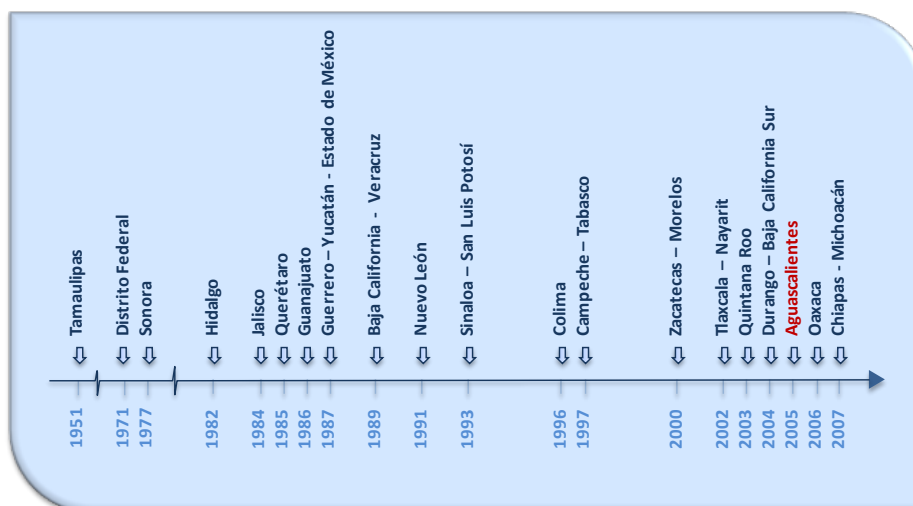 Tamaulipas
Distrito Federal
Sonora
Hidalgo
Jalisco
Querétaro
Guanajuato
Guerrero – Yucatán - Estado de México
Baja California - Veracruz
Nuevo León
Sinaloa – San Luis Potosí
Colima
Campeche – Tabasco
Zacatecas – Morelos
Tlaxcala – Nayarit
Quintana Roo
Durango – Baja California Sur
Aguascalientes
Oaxaca
Chiapas - Michoacán
1951
1971
1977
1982
1984
1985
1986
1987
1989
1991
1993
1996
1997
2000
2002
2003
2004
2005
2006
2007